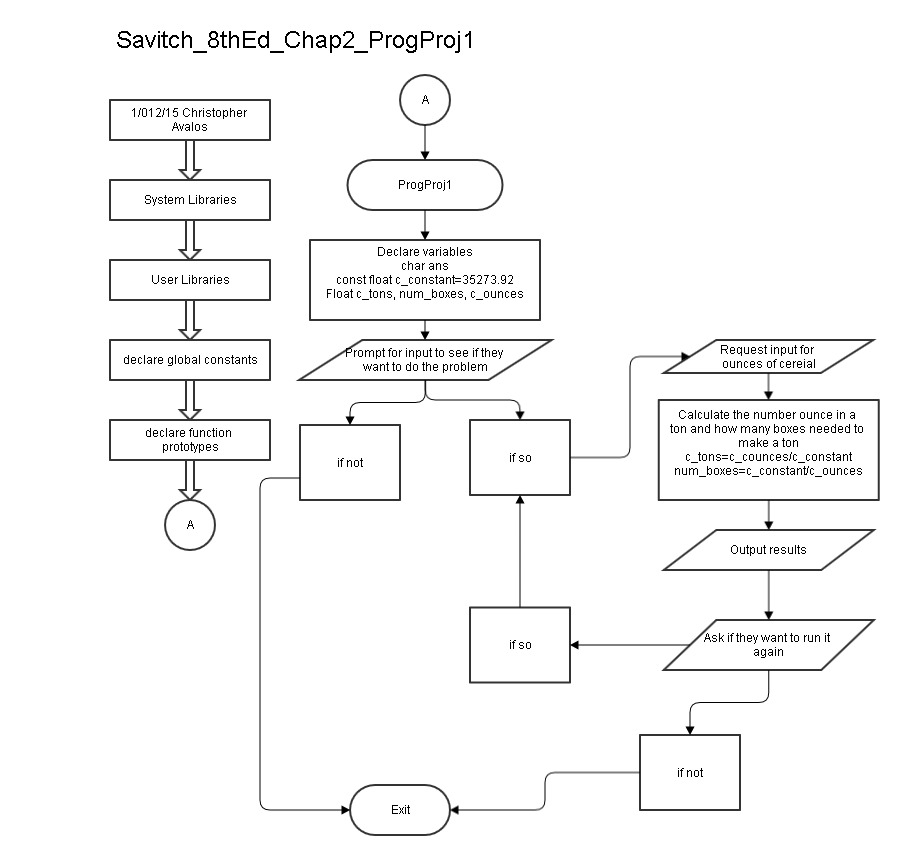 Savitch_8thEd_Chap2_ProgProj1
1/012/15 Christopher
Avalos
System Libraries
User Libraries
declare global constants
declare function
prototypes
A
A
ProgProj1
Declare variables
char ans
const float c_constant=35273.92
Float c_tons, num_boxes, c_ounces
Prompt for input to see if they
want to do the problem
if not
if so
Request input for
ounces of cereial
Calculate the number ounce in a
ton and how many boxes needed to
make a ton
c_tons=c_counces/c_constant
num_boxes=c_constant/c_ounces
Output results
Ask if they want to run it
again
if so
if not
Exit